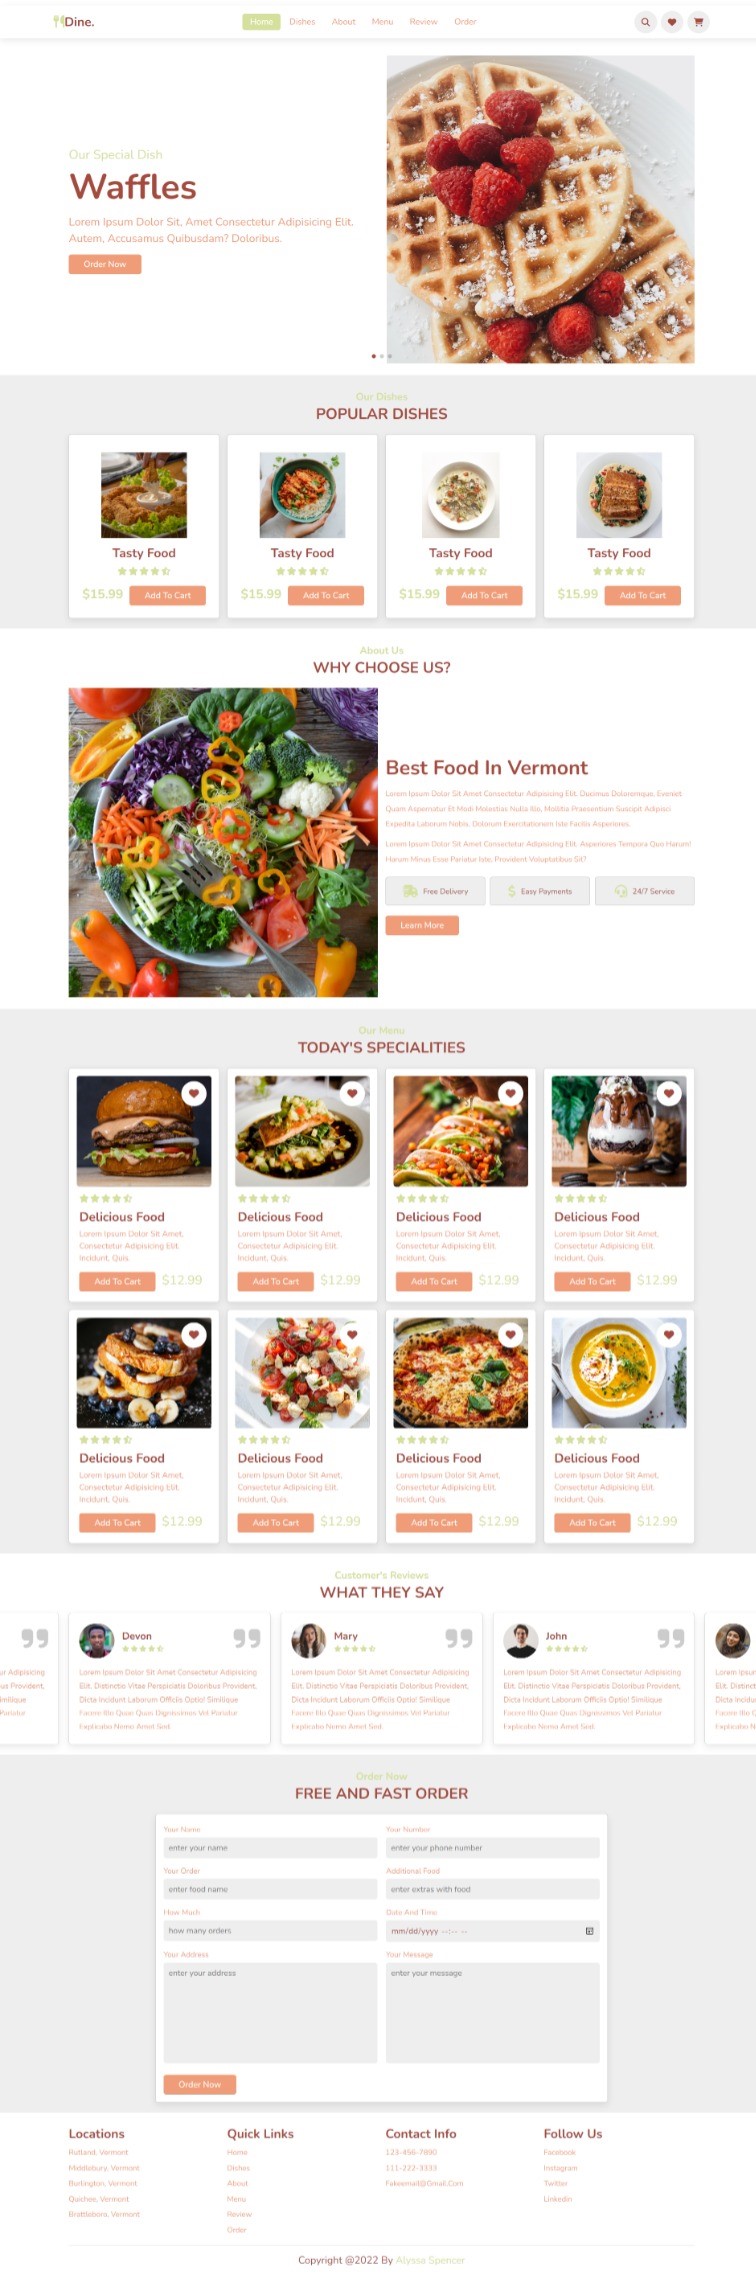 Dine.
Home Dishes About Menu Review Order
Our Special Dish
Waffles
Lorem Ipsum Dolor Sit, Amet Consectetur Adipisicing Elit.
Autem, Accusamus Quibusdam? Doloribus.
Order Now
Our Dishes
POPULAR DISHES
Tasty Food
$15.99 Add To Cart
Tasty Food
$15.99 Add To Cart
Tasty Food
$15.99 Add To Cart
Tasty Food
$15.99 Add To Cart
About Us
WHY CHOOSE US?
Best Food In Vermont
Lorem Ipsum Dolor Sit Amet Consectetur Adipisicing Elit. Ducimus Doloremque, Eveniet
Quam Aspernatur Et Modi Molestias Nulla Illo, Mollitia Praesentium Suscipit Adipisci
Expedita Laborum Nobis. Dolorum Exercitationem Iste Facilis Asperiores.
Lorem Ipsum Dolor Sit Amet Consectetur Adipisicing Elit. Asperiores Tempora Quo Harum!
Harum Minus Esse Pariatur Iste, Provident Voluptatibus Sit?
Free Delivery
Easy Payments
24/7 Service
Learn More
Our Menu
TODAY'S SPECIALITIES
Delicious Food
Lorem Ipsum Dolor Sit Amet,
Consectetur Adipisicing Elit.
Incidunt, Quis.
Add To Cart $12.99
Delicious Food
Lorem Ipsum Dolor Sit Amet,
Consectetur Adipisicing Elit.
Incidunt, Quis.
Add To Cart $12.99
Delicious Food
Lorem Ipsum Dolor Sit Amet,
Consectetur Adipisicing Elit.
Incidunt, Quis.
Add To Cart $12.99
Delicious Food
Lorem Ipsum Dolor Sit Amet,
Consectetur Adipisicing Elit.
Incidunt, Quis.
Add To Cart $12.99
Delicious Food
Lorem Ipsum Dolor Sit Amet,
Consectetur Adipisicing Elit.
Incidunt, Quis.
Add To Cart $12.99
Delicious Food
Lorem Ipsum Dolor Sit Amet,
Consectetur Adipisicing Elit.
Incidunt, Quis.
Add To Cart $12.99
Delicious Food
Lorem Ipsum Dolor Sit Amet,
Consectetur Adipisicing Elit.
Incidunt, Quis.
Add To Cart $12.99
Delicious Food
Lorem Ipsum Dolor Sit Amet,
Consectetur Adipisicing Elit.
Incidunt, Quis.
Add To Cart $12.99
Customer's Reviews
WHAT THEY SAY
Adipisicing
Provident,
Similique
Pariatur
Devon
Lorem Ipsum Dolor Sit Amet Consectetur Adipisicing
Elit. Distinctio Vitae Perspiciatis Doloribus Provident,
Dicta Incidunt Laborum Officiis Optio! Similique
Facere Illo Quae Quas Dignissimos Vel Pariatur
Explicabo Nemo Amet Sed.
Mary
Lorem Ipsum Dolor Sit Amet Consectetur Adipisicing
Elit. Distinctio Vitae Perspiciatis Doloribus Provident,
Dicta Incidunt Laborum Officiis Optio! Similique
Facere Illo Quae Quas Dignissimos Vel Pariatur
Explicabo Nemo Amet Sed.
John
Lorem Ipsum Dolor Sit Amet Consectetur Adipisicing
Elit. Distinctio Vitae Perspiciatis Doloribus Provident,
Dicta Incidunt Laborum Officiis Optio! Similique
Facere Illo Quae Quas Dignissimos Vel Pariatur
Explicabo Nemo Amet Sed.
Lorem
Elit.
Dicta
Facere
Explicabo
Order Now
FREE AND FAST ORDER
Your Name
enter your name
Your Number
enter your phone number
Your Order
enter food name
Additional Food
enter extras with food
How Much
how many orders
Date And Time
mm/dd/yyyy --:-- --
Your Address
enter your address
Your Message
enter your message
Order Now
Locations
Rutland, Vermont
Middlebury, Vermont
Burlington, Vermont
Quichee, Vermont
Brattleboro, Vermont
Quick Links
Home
Dishes
About
Menu
Review
Order
Contact Info
123-456-7890
111-222-3333
Fakeemail@Gmail.Com
Follow Us
Facebook
Instagram
Twitter
Linkedin
Copyright @2022 By Alyssa Spencer